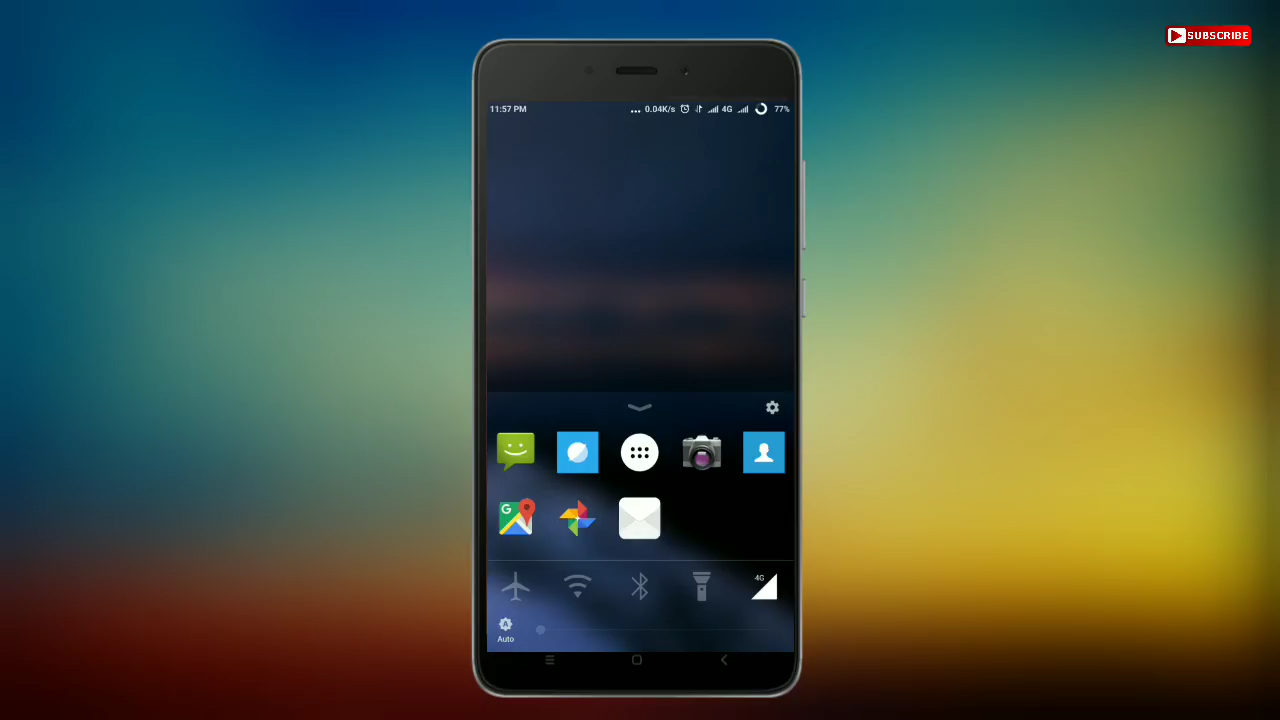 SUBSCRIBE
11:57 PM ... 0.04K/s 4G 77%
G
4G
A
Auto